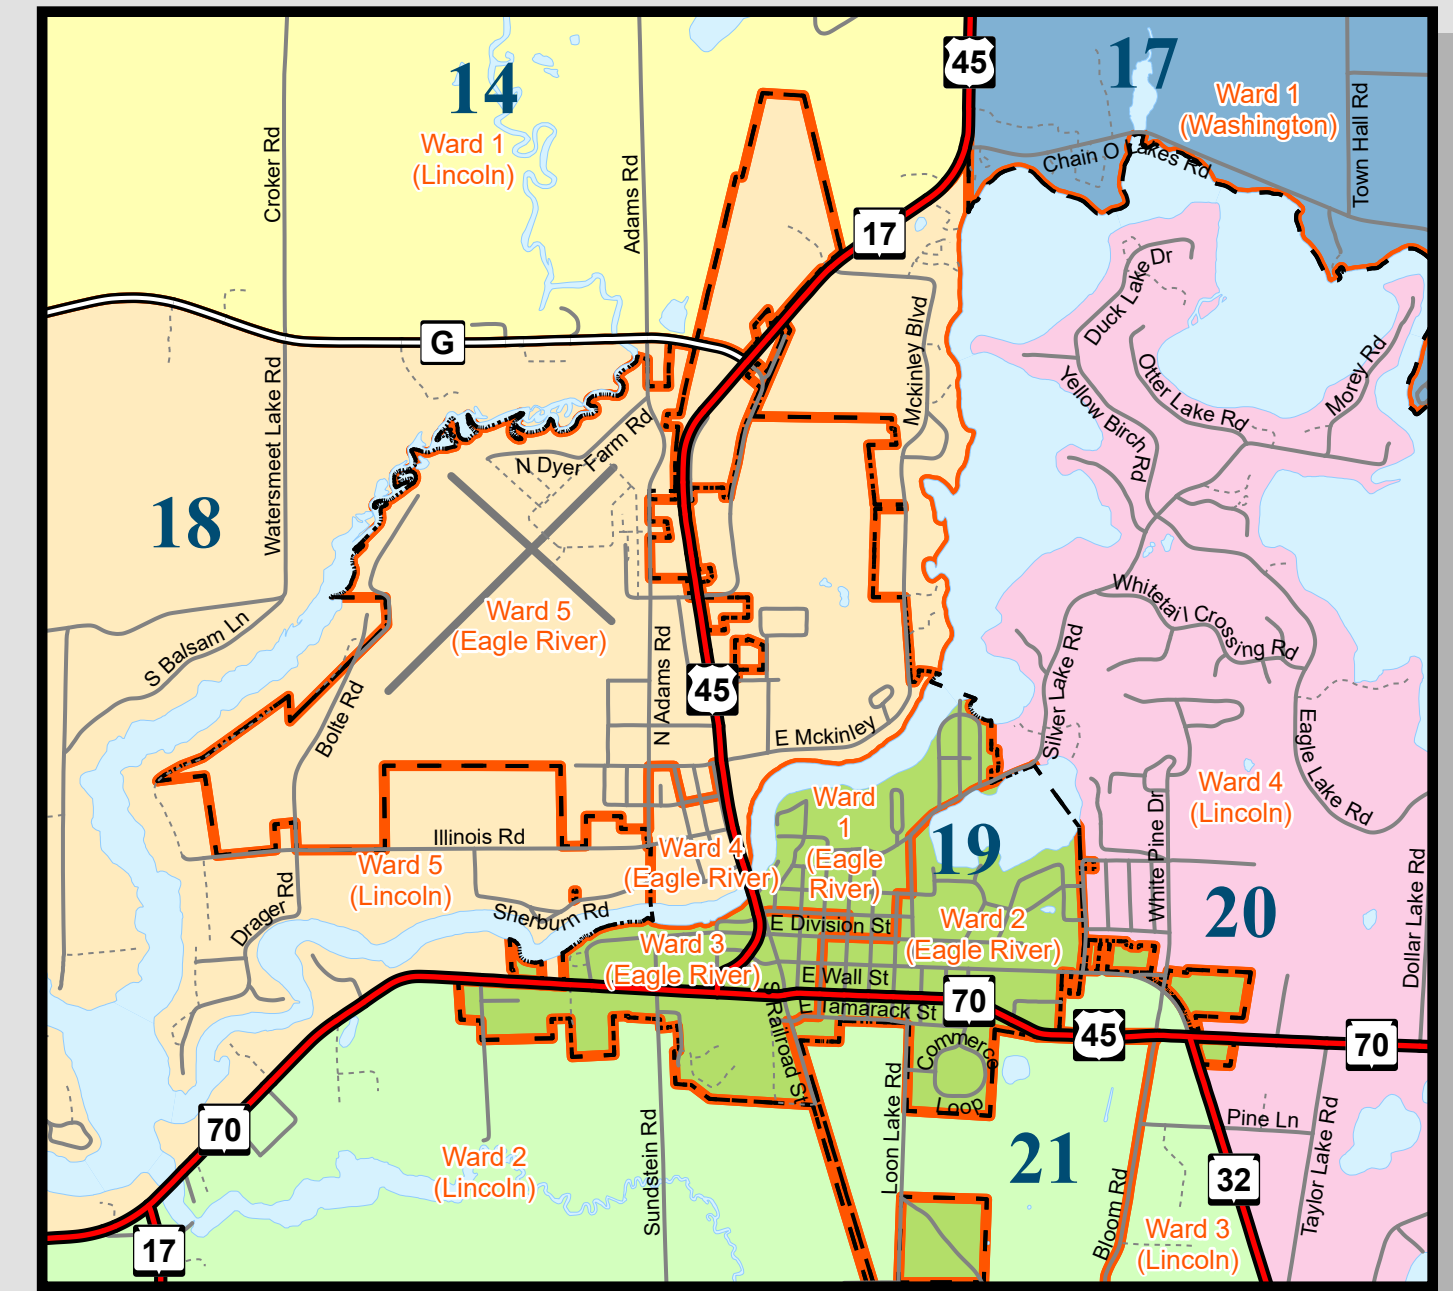 45
17
14
Ward 1
(Washington)
Ward 1
(Lincoln)
Town Hall Rd
Chain O Lakes Rd
Croker Rd
Adams Rd
17
Duck Lake Dr
Mckinley Blvd
G
Otter Lake Rd
Morey Rd
Yellow Birch Rd
Watersmeet Lake Rd
N Dyer Farm Rd
18
Whitetail Crossing Rd
Ward 5
(Eagle River)
S Balsam Ln
N Adams Rd
Silver Lake Rd
45
Bolte Rd
E Mckinley
Eagle Lake Rd
Ward 4
(Lincoln)
Ward
1
(Eagle
River)
White Pine Dr
Illinois Rd
19
Ward 4
(Eagle River)
Ward 5
(Lincoln)
Drager Rd
Sherburn Rd
20
Dollar Lake Rd
E Division St
Ward 2
(Eagle River)
Ward 3
(Eagle River)
E Wall St
70
E Tamarack St
S Railroad St
45
70
Commerce
Loop
Loon Lake Rd
70
Pine Ln
21
Sundstein Rd
Ward 2
(Lincoln)
32
Taylor Lake Rd
Bloom Rd
Ward 3
(Lincoln)
17